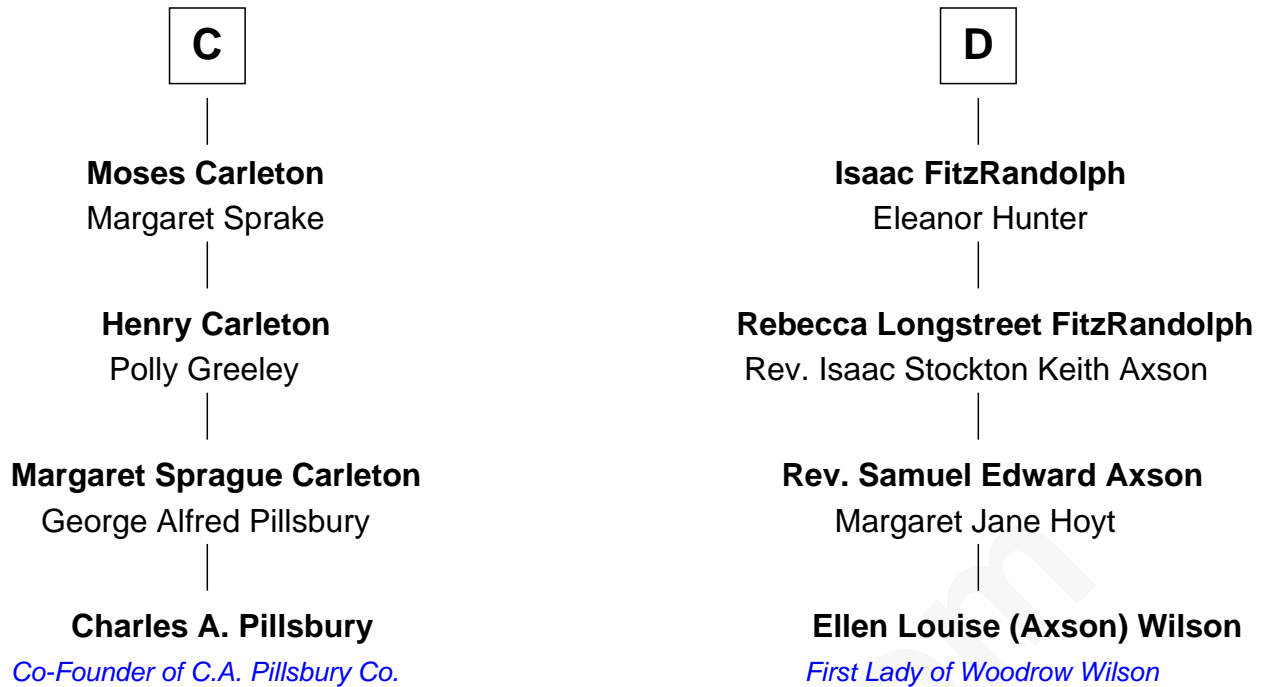 C
Moses Carleton
Margaret Sprake
Henry Carleton
Polly Greeley
Margaret Sprague Carleton
George Alfred Pillsbury
Charles A. Pillsbury
Co-Founder of C.A. Pillsbury Co.
D
Isaac FitzRandolph
Eleanor Hunter
Rebecca Longstreet FitzRandolph
Rev. Isaac Stockton Keith Axson
Rev. Samuel Edward Axson
Margaret Jane Hoyt
Ellen Louise (Axson) Wilson
First Lady of Woodrow Wilson